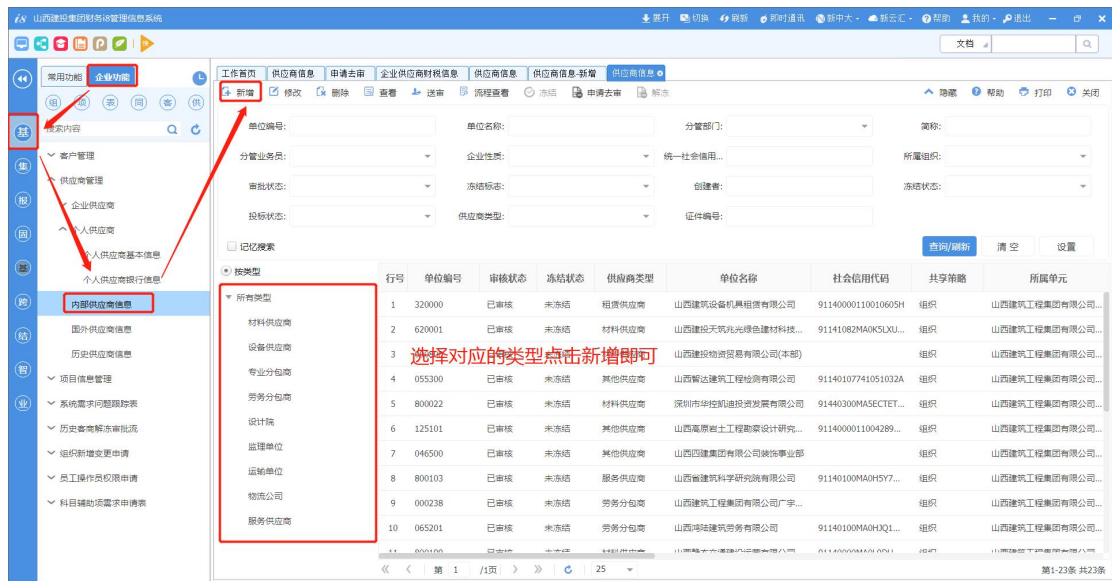 i8 山西建投集团财务i8管理信息系统
展开 切换 刷新 即时通讯 新中大 新云汇 帮助 我的 退出
文档
常用功能 企业功能
组 项 表 同 客 供
搜索内容
基
集
报
固
基
跨
结
智
业
客户管理
供应商管理
企业供应商
个人供应商
个人供应商基本信息
个人供应商银行信息
内部供应商信息
国外供应商信息
历史供应商信息
项目信息管理
系统需求问题跟踪表
历史客商解冻审批流
组织新增变更申请
员工操作员权限申请
科目辅助项需求申请表
工作首页 供应商信息 申请去审 企业供应商财税信息 供应商信息 供应商信息-新增 供应商信息
新增 修改 删除 查看 送审 流程查看 冻结 申请去审 解冻 隐藏 帮助 打印 关闭
单位编号: 单位名称: 分管部门: 简称:
分管业务员: 企业性质: 统一社会信用... 所属组织:
审批状态: 冻结标志: 创建者: 冻结状态:
投标状态: 供应商类型: 证件编号:
记忆搜索 查询/刷新 清空 设置
按类型
所有类型
材料供应商
设备供应商
专业分包商
劳务分包商
设计院
监理单位
运输单位
物流公司
服务供应商
选择对应的类型点击新增即可
行号 单位编号 审核状态 冻结状态 供应商类型 单位名称 社会信用代码 共享策略 所属单元
1 320000 已审核 未冻结 租赁供应商 山西建筑设备机具租赁有限公司 91140000110010605H 组织 山西建筑工程集团有限公司...
2 620001 已审核 未冻结 材料供应商 山西建投天筑兆光绿色建材科技... 91141082MA0K5LXU... 组织 山西建筑工程集团有限公司...
3 山西建投物资贸易有限公司(本部) 组织 山西建筑工程集团有限公司...
4 055300 已审核 未冻结 其他供应商 山西智达建筑工程检测有限公司 91140107741051032A 组织 山西建筑工程集团有限公司...
5 800022 已审核 未冻结 材料供应商 深圳市华控凯迪投资发展有限公司 91440300MA5ECTET... 组织 山西建筑工程集团有限公司...
6 125101 已审核 未冻结 其他供应商 山西高原岩土工程勘察设计研究... 9114000011004289... 组织 山西建筑工程集团有限公司...
7 046500 已审核 未冻结 其他供应商 山西四建集团有限公司装饰事业部 组织 山西建筑工程集团有限公司...
8 800103 已审核 未冻结 服务供应商 山西省建筑科学研究院有限公司 91140000MA0H5Y7... 组织 山西建筑工程集团有限公司...
9 000238 已审核 未冻结 劳务分包商 山西建筑工程集团有限公司广宇... 组织 山西建筑工程集团有限公司...
10 065201 已审核 未冻结 劳务分包商 山西鸿陆建筑劳务有限公司 91140100MA0HJQ1... 组织 山西建筑工程集团有限公司...
第 1 /1页 25 第1-23条 共23条